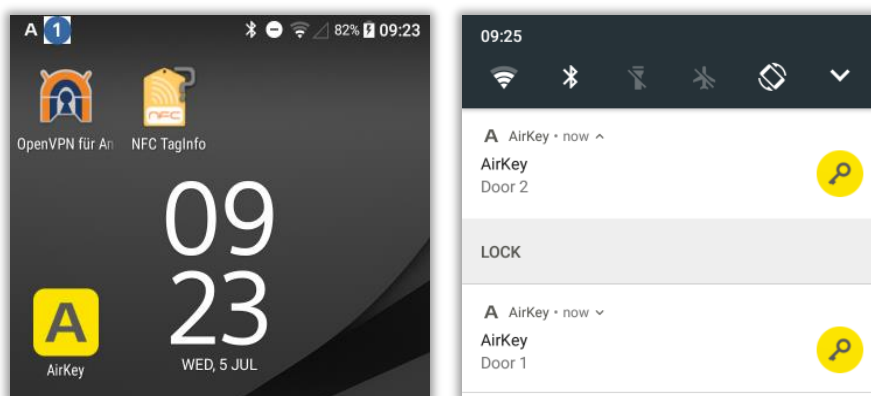 A 1 82% 09:23
OpenVPN für An
NFC
NFC TagInfo
09
23
WED, 5 JUL
A
AirKey
09:25
A AirKey • now
AirKey
Door 2
LOCK
A AirKey • now
AirKey
Door 1